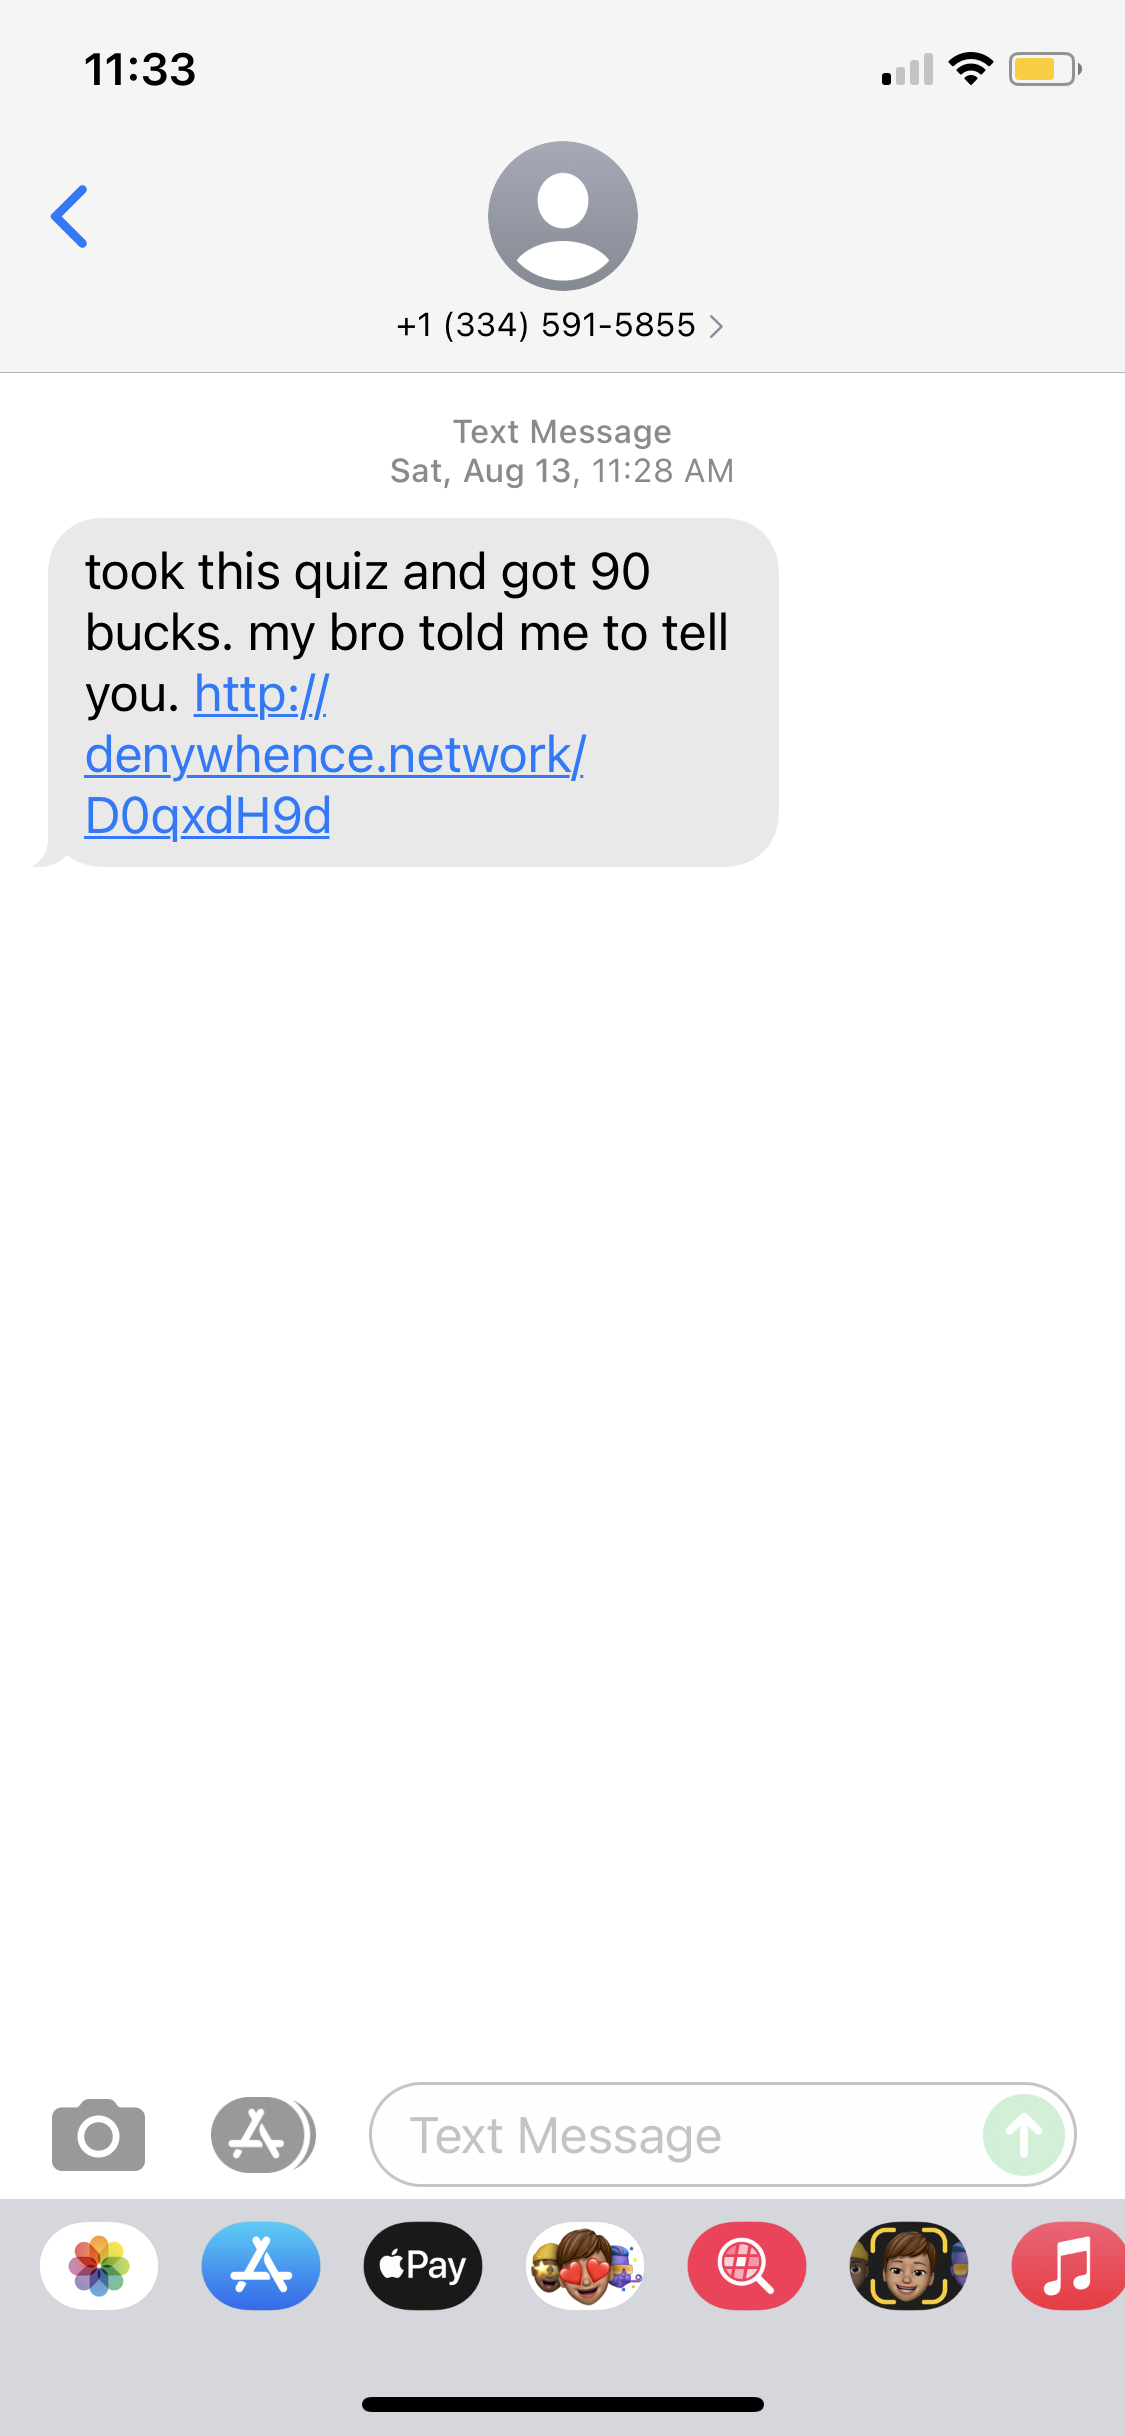 11:33
+1 (334) 591-5855
Text Message
Sat, Aug 13, 11:28 AM
took this quiz and got 90
bucks. my bro told me to tell
you. http://
denywhence.network/
D0qxdH9d
Text Message
Pay